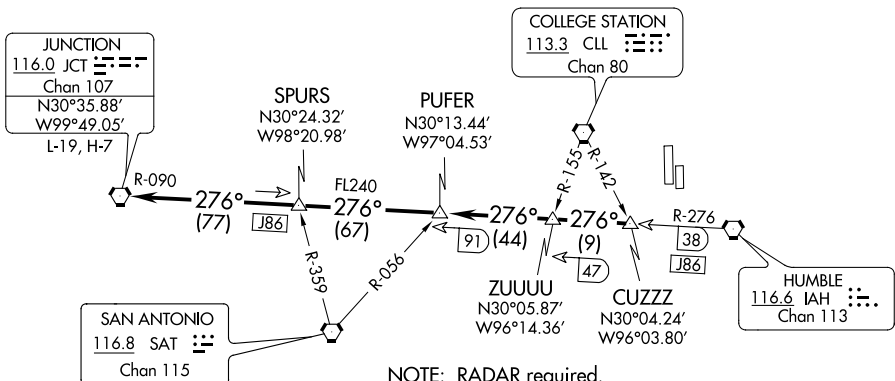 JUNCTION
116.0 JCT
Chan 107
N30°35.88'
W99°49.05'
L-19, H-7
COLLEGE STATION
113.3 CLL
Chan 80
SPURS
N30°24.32'
W98°20.98'
PUFER
N30°13.44'
W97°04.53'
R-155
R-142
R-090
276°
(77)
J86
FL240
276°
(67)
91
276°
(44)
47
276°
(9)
R-276
38
J86
R-359
R-056
ZUUUU
N30°05.87'
W96°14.36'
CUZZZ
N30°04.24'
W96°03.80'
HUMBLE
116.6 IAH
Chan 113
SAN ANTONIO
116.8 SAT
Chan 115
NOTE: RADAR required.